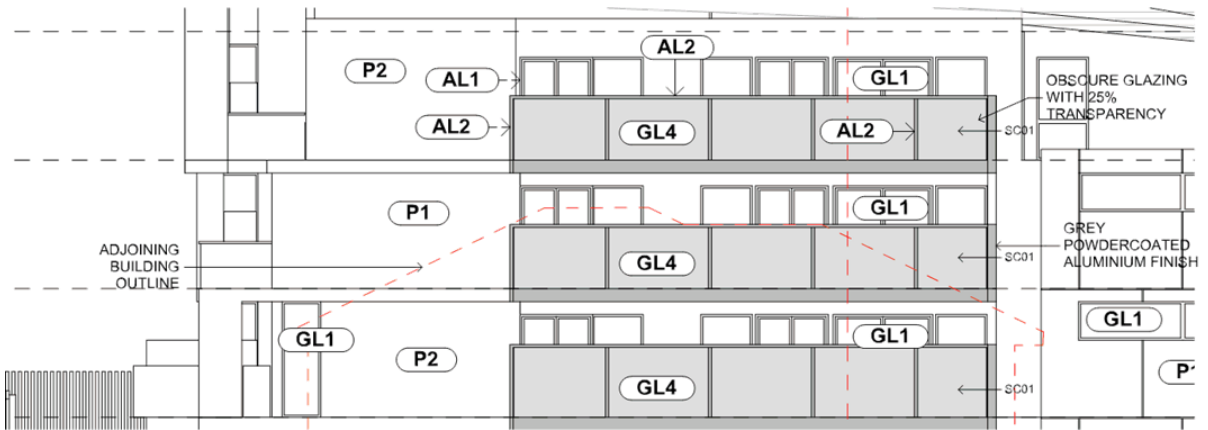 AL2
P2
AL1
GL1
OBSCURE GLAZING
WITH 25%
TRANSPARENCY
AL2
GL4
AL2
SC01
P1
GL1
GREY
POWDERCOATED
ALUMINIUM FINISH
ADJOINING
BUILDING
OUTLINE
GL4
SC01
GL1
GL1
GL1
P2
P1
GL4
SC01